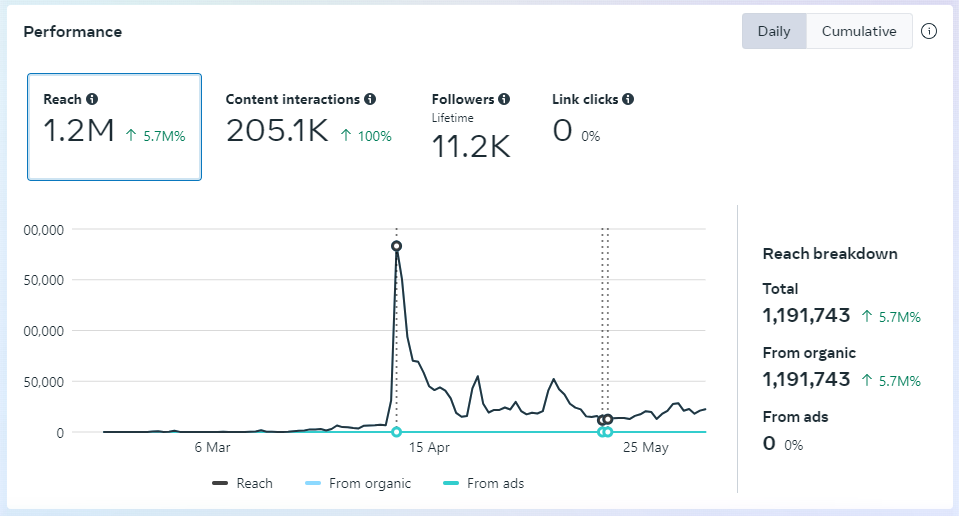 Performance
Daily Cumulative
Reach
1.2M ↑ 5.7M%
Content interactions
205.1K ↑ 100%
Followers
Lifetime
11.2K
Link clicks
0 0%
00,000
50,000
00,000
50,000
0
6 Mar 15 Apr 25 May
Reach From organic From ads
Reach breakdown
Total
1,191,743 ↑ 5.7M%
From organic
1,191,743 ↑ 5.7M%
From ads
0 0%